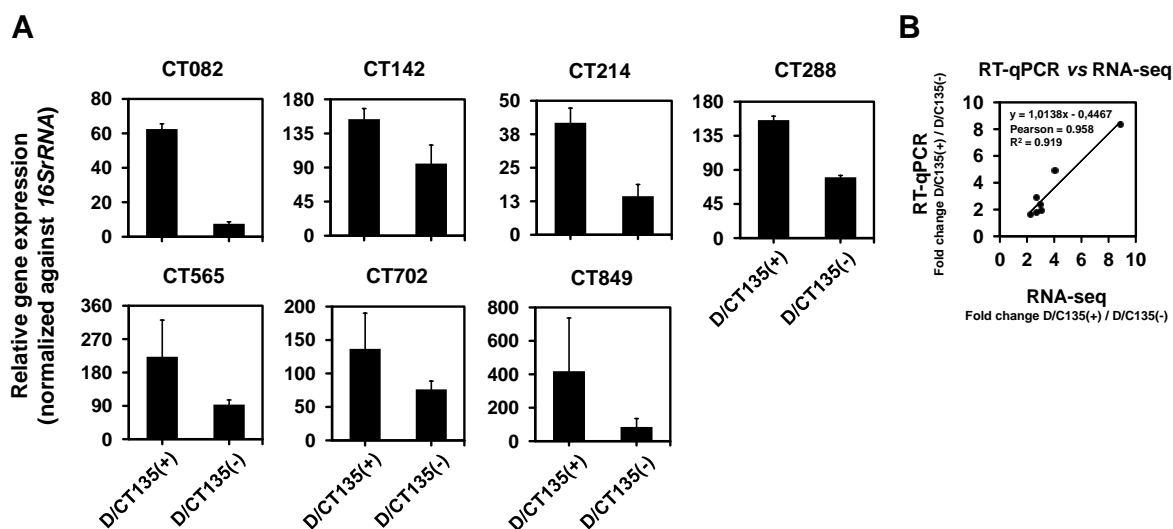 A
B
Relative gene expression
(normalized against 16SrRNA)
CT082
80
60
40
20
0
CT142
180
135
90
45
0
CT214
50
38
25
13
0
CT288
180
135
90
45
0
D/CT135(+)
D/CT135(-)
CT565
360
270
180
90
0
D/CT135(+)
D/CT135(-)
CT702
200
150
100
50
0
D/CT135(+)
D/CT135(-)
CT849
800
600
400
200
0
D/CT135(+)
D/CT135(-)
RT-qPCR vs RNA-seq
RT-qPCR
Fold change D/C135(+) / D/C135(-)
10
8
6
4
2
0
y = 1,0138x - 0,4467
Pearson = 0.958
R² = 0.919
0 2 4 6 8 10
RNA-seq
Fold change D/C135(+) / D/C135(-)